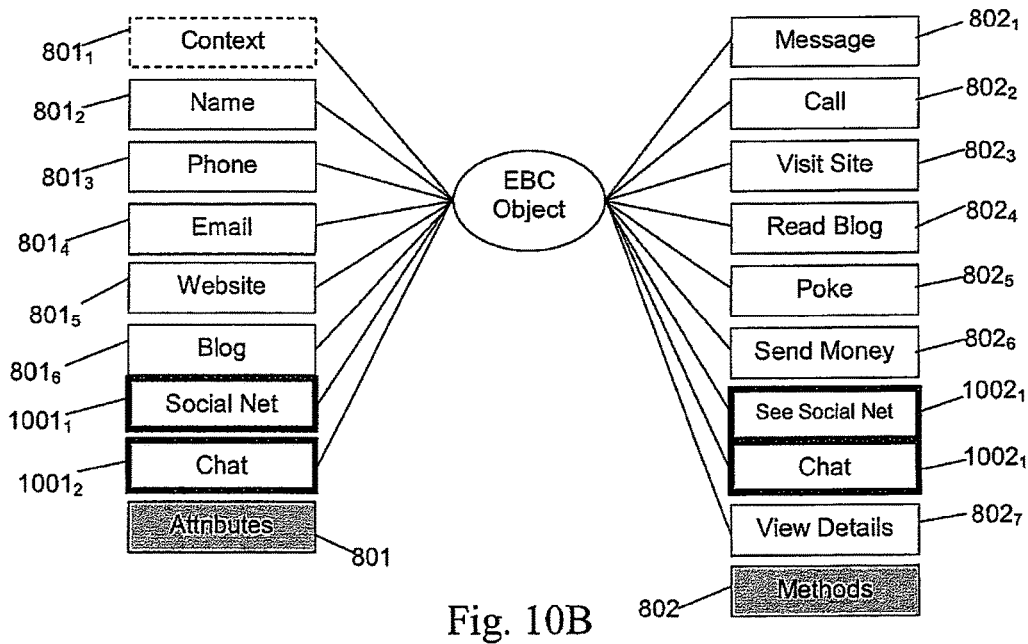 801₁
Context
Message
802₁
801₂
Name
Call
802₂
801₃
Phone
EBC
Object
Visit Site
802₃
801₄
Email
Read Blog
802₄
801₅
Website
Poke
802₅
801₆
Blog
Send Money
802₆
1001₁
Social Net
See Social Net
1002₁
1001₂
Chat
Chat
1002₁
Attributes
801
View Details
802₇
802
Methods
Fig. 10B